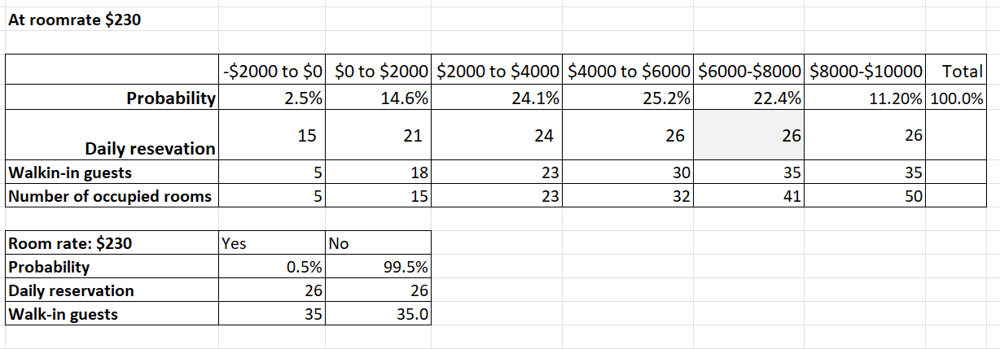 At roomrate $230
-$2000 to $0 $0 to $2000 $2000 to $4000 $4000 to $6000 $6000-$8000 $8000-$10000 Total
Probability 2.5% 14.6% 24.1% 25.2% 22.4% 11.20% 100.0%
Daily resevation 15 21 24 26 26 26
Walkin-in guests 5 18 23 30 35 35
Number of occupied rooms 5 15 23 32 41 50
Room rate: $230 Yes No
Probability 0.5% 99.5%
Daily reservation 26 26
Walk-in guests 35 35.0